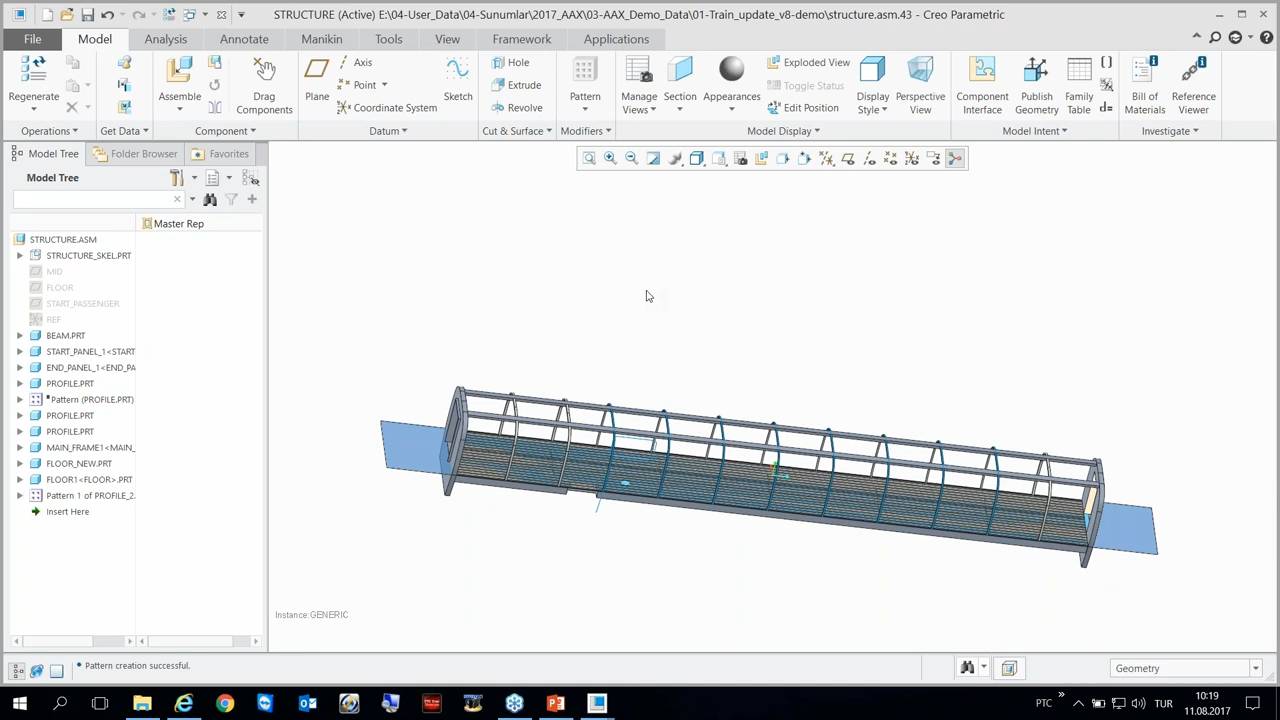 STRUCTURE (Active) E:\04-User_Data\04-Sunumlar\2017_AAX\03-AAX_Demo_Data\01-Train_update_v8-demo\structure.asm.43 - Creo Parametric
File Model Analysis Annotate Manikin Tools View Framework Applications
Regenerate
Operations
Get Data
Assemble
Drag
Components
Component
Plane
Axis
Point
Coordinate System
Sketch
Datum
Hole
Extrude
Revolve
Cut & Surface
Pattern
Modifiers
Manage
Views
Section
Appearances
Exploded View
Toggle Status
Edit Position
Display
Style
Perspective
View
Model Display
Component
Interface
Publish
Geometry
Family
Table
Model Intent
Bill of
Materials
Reference
Viewer
Investigate
Model Tree Folder Browser Favorites
Model Tree
Master Rep
STRUCTURE.ASM
STRUCTURE_SKEL.PRT
MID
FLOOR
START_PASSENGER
REF
BEAM.PRT
START_PANEL_1<START
END_PANEL_1<END_PA
PROFILE.PRT
Pattern (PROFILE.PRT)
PROFILE.PRT
PROFILE.PRT
MAIN_FRAME1<MAIN_
FLOOR_NEW.PRT
FLOOR1<FLOOR>.PRT
Pattern 1 of PROFILE_2.
Insert Here
Instance:GENERIC
Pattern creation successful.
Geometry
PTC
TUR
10:19
11.08.2017